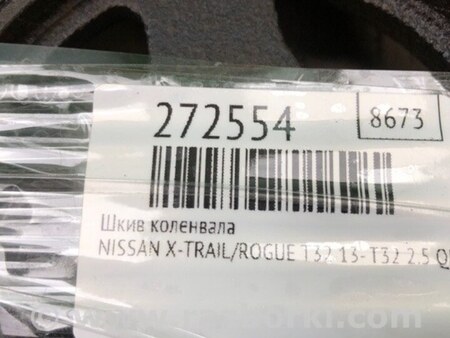 272554
8673
Шкив коленвала
NISSAN X-TRAIL/ROGUE T32 13- T32 2.5